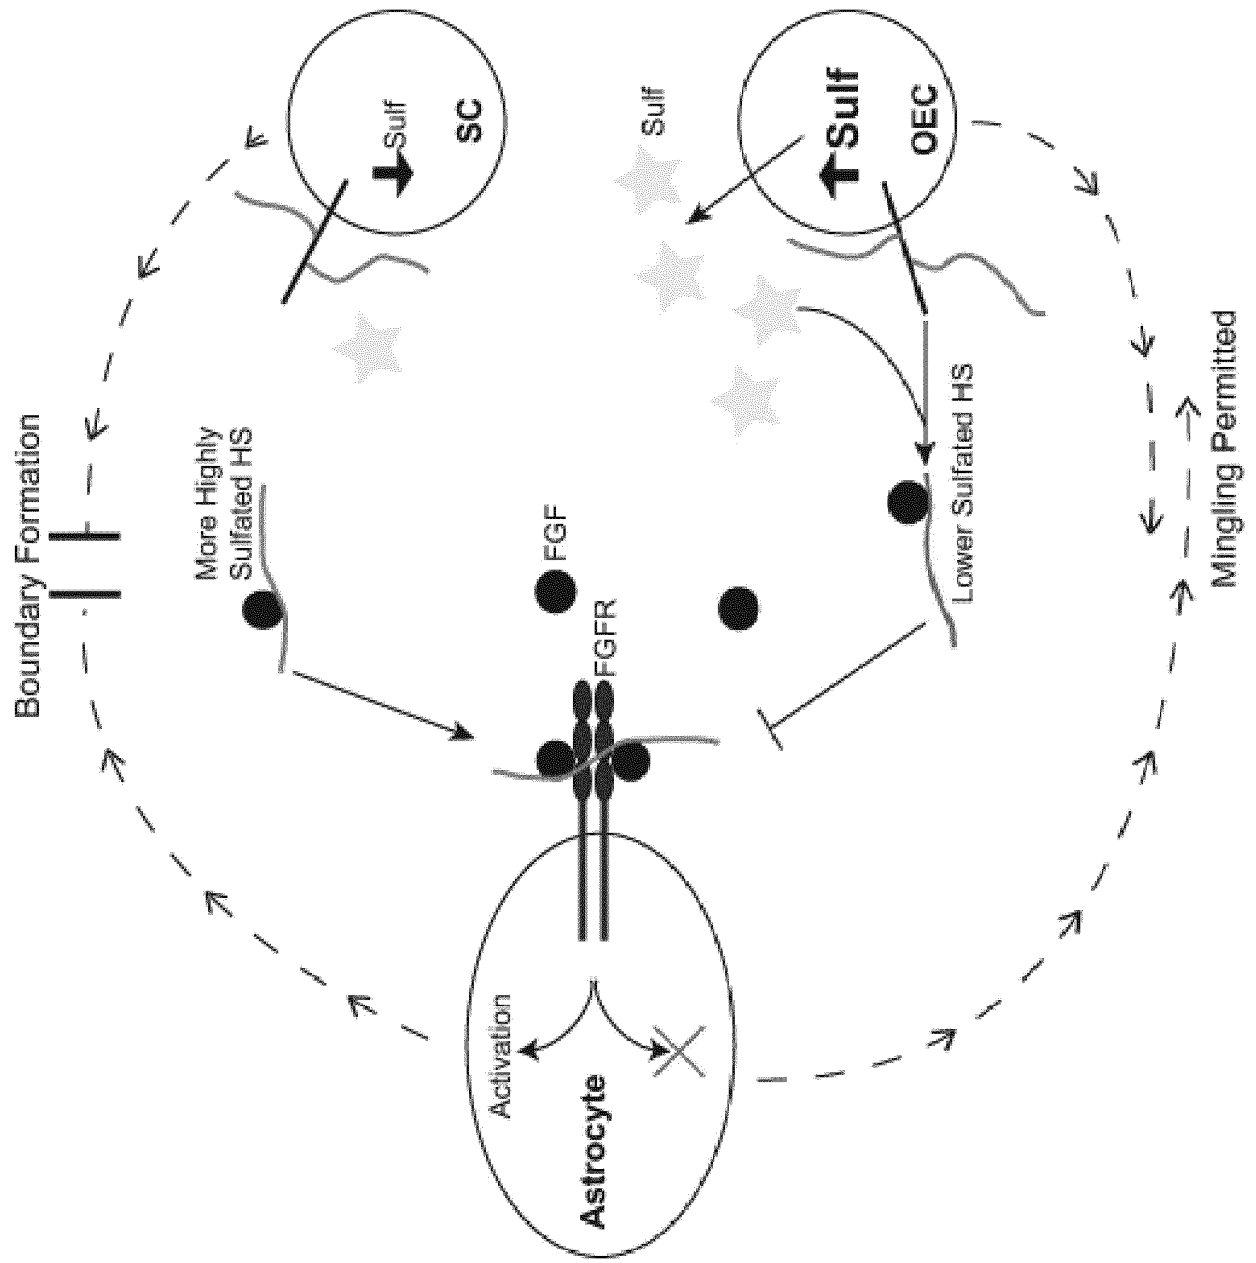 Boundary Formation
More Highly
Sulfated HS
Sulf
SC
Sulf
Sulf
OEC
FGF
FGFR
Lower Sulfated HS
Mingling Permitted
Activation
Astrocyte